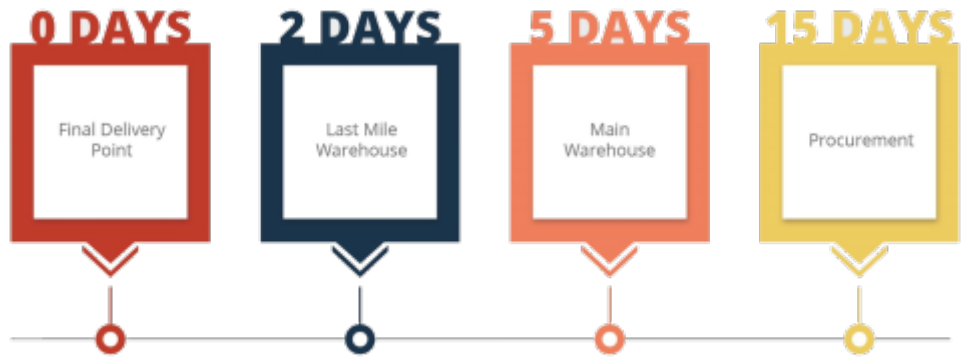 0 DAYS
2 DAYS
5 DAYS
15 DAYS
Final Delivery
Point
Last Mile
Warehouse
Main
Warehouse
Procurement